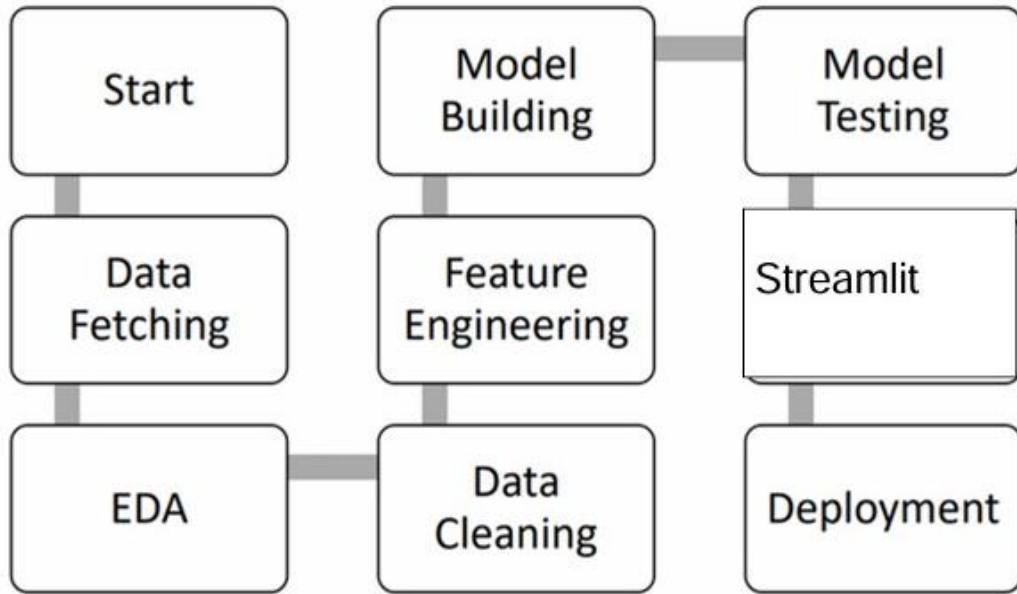 Start
Data
Fetching
EDA
Data
Cleaning
Feature
Engineering
Model
Building
Model
Testing
Streamlit
Deployment